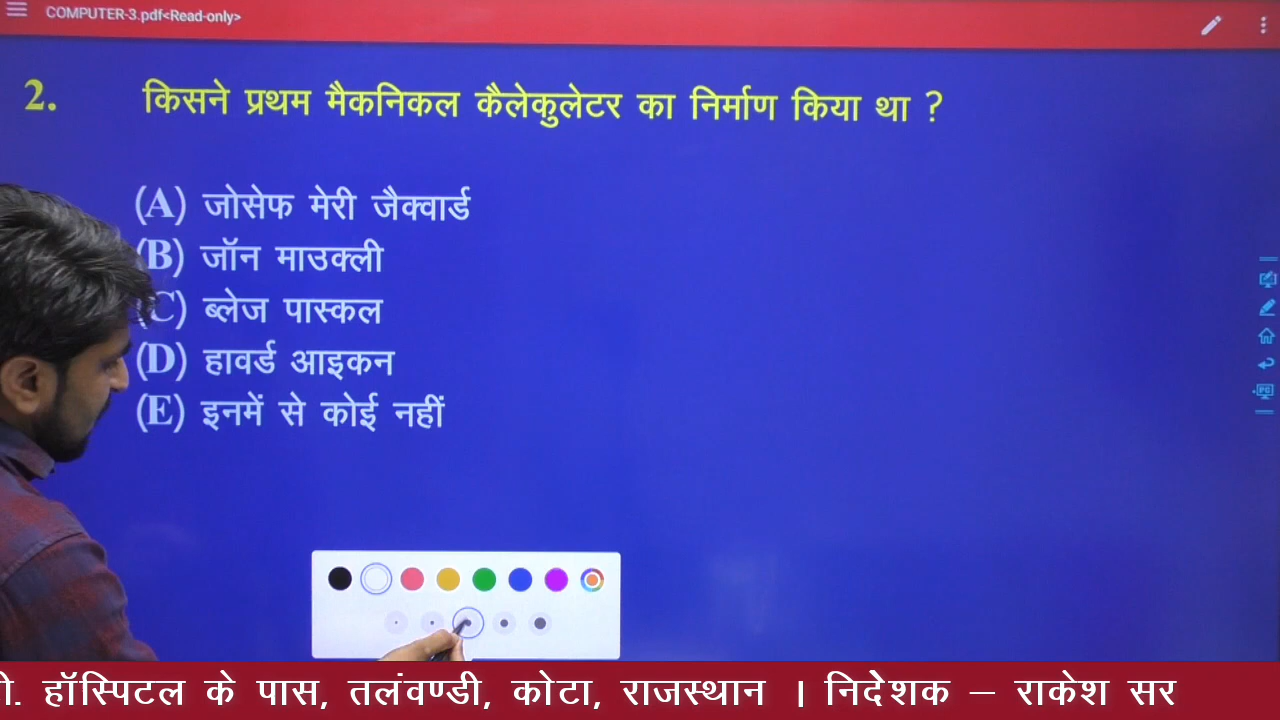 COMPUTER-3.pdf<Read-only>
2. किसने प्रथम मैकनिकल कैलेकुलेटर का निर्माण किया था ?
(A) जोसेफ मेरी जैक्वार्ड
(B) जॉन माउक्ली
(C) ब्लेज पास्कल
(D) हावर्ड आइकन
(E) इनमें से कोई नहीं
हॉस्पिटल के पास, तलंवण्डी, कोटा, राजस्थान । निदेेशक – राकेश सर